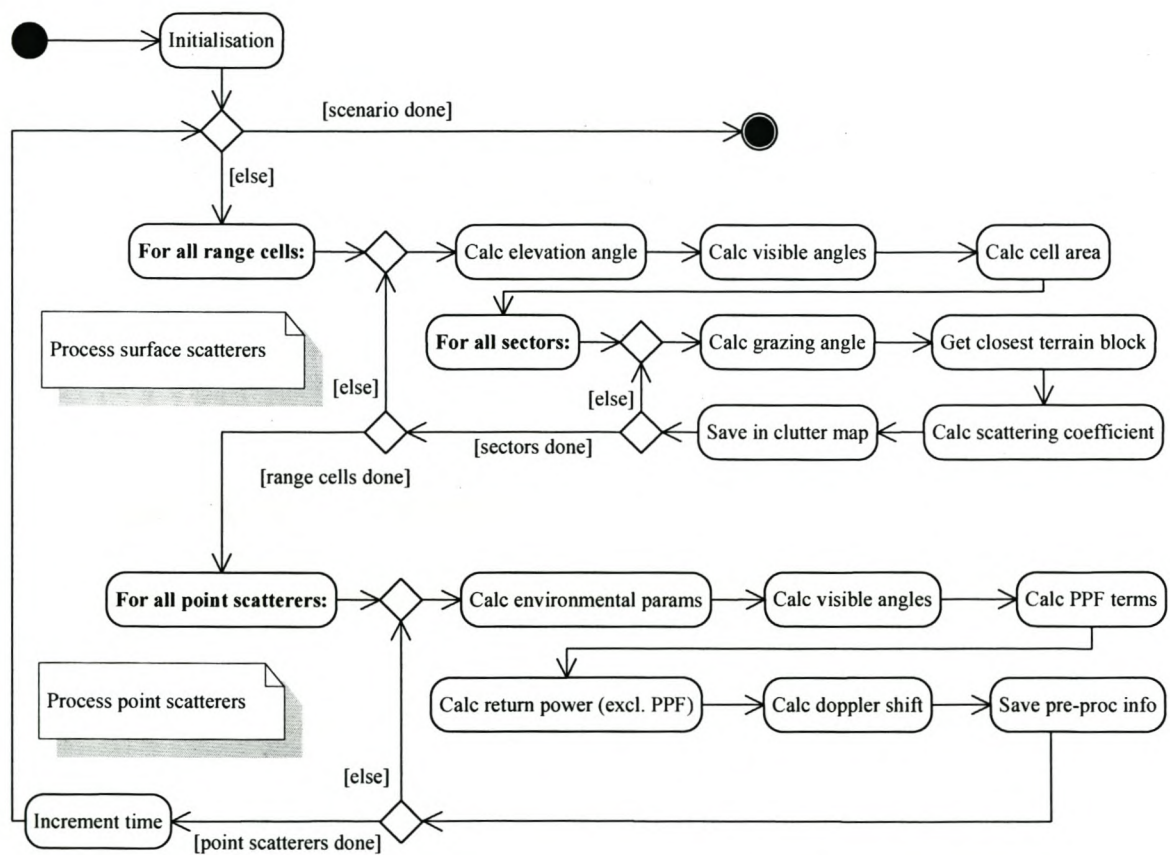 Initialisation
[scenario done]
[else]
For all range cells:
Calc elevation angle
Calc visible angles
Calc cell area
Process surface scatterers
For all sectors:
Calc grazing angle
Get closest terrain block
[else]
[else]
Save in clutter map
Calc scattering coefficient
[sectors done]
[range cells done]
For all point scatterers:
Calc environmental params
Calc visible angles
Calc PPF terms
Process point scatterers
Calc return power (excl. PPF)
Calc doppler shift
Save pre-proc info
[else]
Increment time
[point scatterers done]